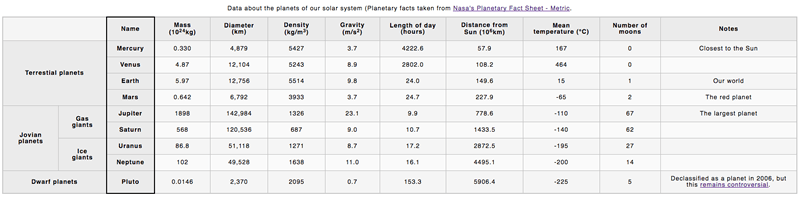 Data about the planets of our solar system (Planetary facts taken from Nasa's Planetary Fact Sheet - Metric.
Name Mass (10²⁴kg) Diameter (km) Density (kg/m³) Gravity (m/s²) Length of day (hours) Distance from Sun (10⁶km) Mean temperature (°C) Number of moons Notes
Terrestial planets
Mercury 0.330 4,879 5427 3.7 4222.6 57.9 167 0 Closest to the Sun
Venus 4.87 12,104 5243 8.9 2802.0 108.2 464 0
Earth 5.97 12,756 5514 9.8 24.0 149.6 15 1 Our world
Mars 0.642 6,792 3933 3.7 24.7 227.9 -65 2 The red planet
Jovian planets
Gas giants
Jupiter 1898 142,984 1326 23.1 9.9 778.6 -110 67 The largest planet
Saturn 568 120,536 687 9.0 10.7 1433.5 -140 62
Ice giants
Uranus 86.8 51,118 1271 8.7 17.2 2872.5 -195 27
Neptune 102 49,528 1638 11.0 16.1 4495.1 -200 14
Dwarf planets Pluto 0.0146 2,370 2095 0.7 153.3 5906.4 -225 5 Declassified as a planet in 2006, but
this remains controversial.